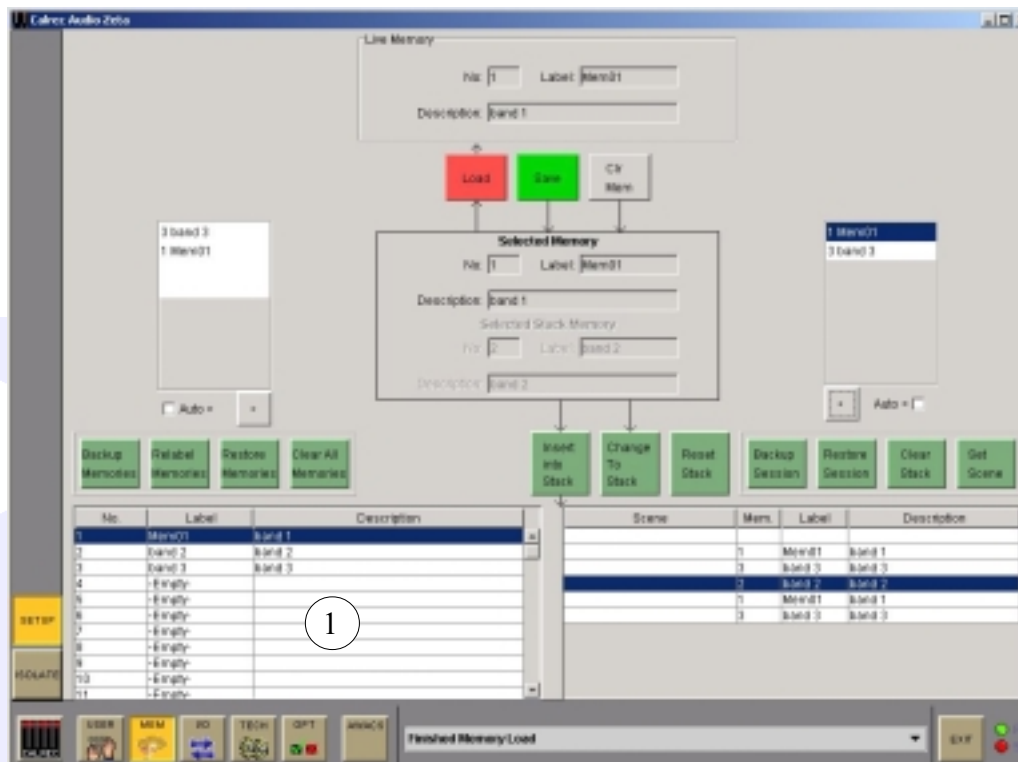 Calrec Audio Zeta
Live Memory
No: 1 Label: Mem01
Description: band 1
Load
Save
Clr Mem
3 band 3
1 Mem01
Selected Memory
No: 1 Label: Mem01
Description: band 1
Selected Stack Memory
No: 2 Label: band 2
Description: band 2
1 Mem01
3 band 3
Auto =
Auto =
Backup Memories
Relabel Memories
Restore Memories
Clear All Memories
Insert Into Stack
Change To Stack
Reset Stack
Backup Session
Restore Session
Clear Stack
Set Scene
No. Label Description
1 Mem01 band 1
2 band 2 band 2
3 band 3 band 3
4 -Empty-
5 -Empty-
6 -Empty-
7 -Empty-
8 -Empty-
9 -Empty-
10 -Empty-
11 -Empty-
1
Scene Mem. Label Description
1 Mem01 band 1
3 band 3 band 3
2 band 2 band 2
1 Mem01 band 1
3 band 3 band 3
SETUP
ISOLATE
CALREC
USER
MEM
I/O
TECH
OPT
AWACS
Finished Memory Load
EXIT